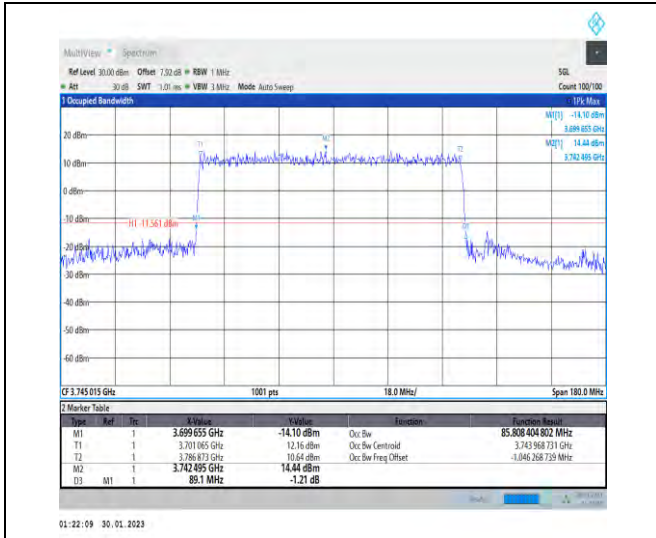 MultiView Spectrum
Ref Level 30.00 dBm Offset 7.92 dB RBW 1 MHz SGL
Att 30 dB SWT 1.01 ms VBW 3 MHz Mode Auto Sweep Count 100/100
1 Occupied Bandwidth 1Pk Max
M1[1] -14.10 dBm
3.699 655 GHz
M2[1] 14.44 dBm
3.742 495 GHz
20 dBm
T1 M2 T2
10 dBm
0 dBm
-10 dBm
H1 -11.561 dBm
-20 dBm
-30 dBm
-40 dBm
-50 dBm
-60 dBm
CF 3.745 015 GHz 1001 pts 18.0 MHz/ Span 180.0 MHz
2 Marker Table
Type Ref Trc X-Value Y-Value Function Function Result
M1 1 3.699 655 GHz -14.10 dBm Occ Bw 85.808 404 802 MHz
T1 1 3.701 065 GHz 12.16 dBm Occ Bw Centroid 3.743 968 731 GHz
T2 1 3.786 873 GHz 10.64 dBm Occ Bw Freq Offset -1.046 268 739 MHz
M2 1 3.742 495 GHz 14.44 dBm
D3 M1 1 89.1 MHz -1.21 dB
01:22:09 30.01.2023